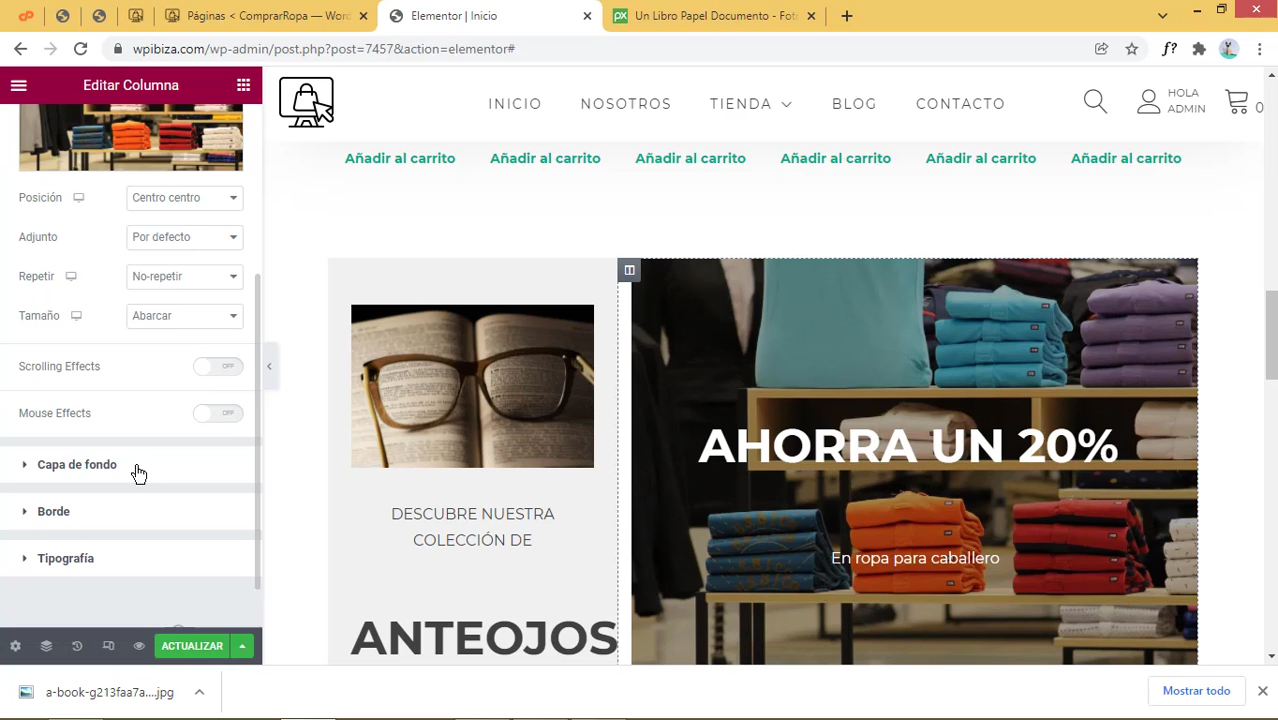 Páginas < ComprarRopa — Wor
Elementor | Inicio
Un Libro Papel Documento - Fot
wpibiza.com/wp-admin/post.php?post=7457&action=elementor#
f?
Editar Columna
INICIO
NOSOTROS
TIENDA
BLOG
CONTACTO
HOLA
ADMIN
0
Añadir al carrito
Añadir al carrito
Añadir al carrito
Añadir al carrito
Añadir al carrito
Añadir al carrito
Posición
Centro centro
Adjunto
Por defecto
Repetir
No-repetir
Tamaño
Abarcar
Scrolling Effects
OFF
Mouse Effects
OFF
Capa de fondo
Borde
Tipografía
ACTUALIZAR
DESCUBRE NUESTRA
COLECCIÓN DE
ANTEOJOS
AHORRA UN 20%
En ropa para caballero
a-book-g213faa7a....jpg
Mostrar todo